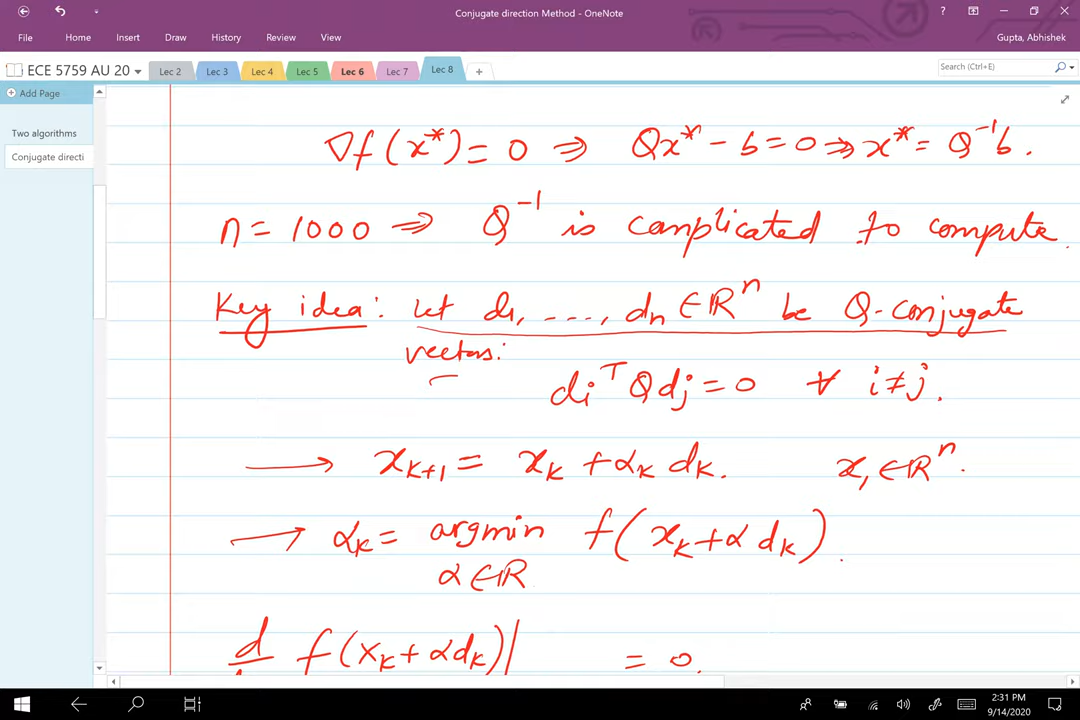 Conjugate direction Method - OneNote
File Home Insert Draw History Review View
Gupta, Abhishek
ECE 5759 AU 20
Lec 2 Lec 3 Lec 4 Lec 5 Lec 6 Lec 7 Lec 8
Search (Ctrl+E)
Add Page
Two algorithms
Conjugate directi
∇f(x*) = 0 ⇒ Qx* - b = 0 ⇒ x* = Q⁻¹b.
n = 1000 ⇒ Q⁻¹ is complicated to compute.
Key idea: let d₁, ..., dₙ ∈ ℝⁿ be Q-conjugate
vectors:
dᵢᵀQdⱼ = 0 ∀ i≠j.
→ xₖ₊₁ = xₖ + αₖ dₖ. x₁ ∈ ℝⁿ.
→ αₖ = argmin f(xₖ + α dₖ).
α ∈ ℝ
d f(xₖ + αdₖ)| = 0.
2:31 PM
9/14/2020